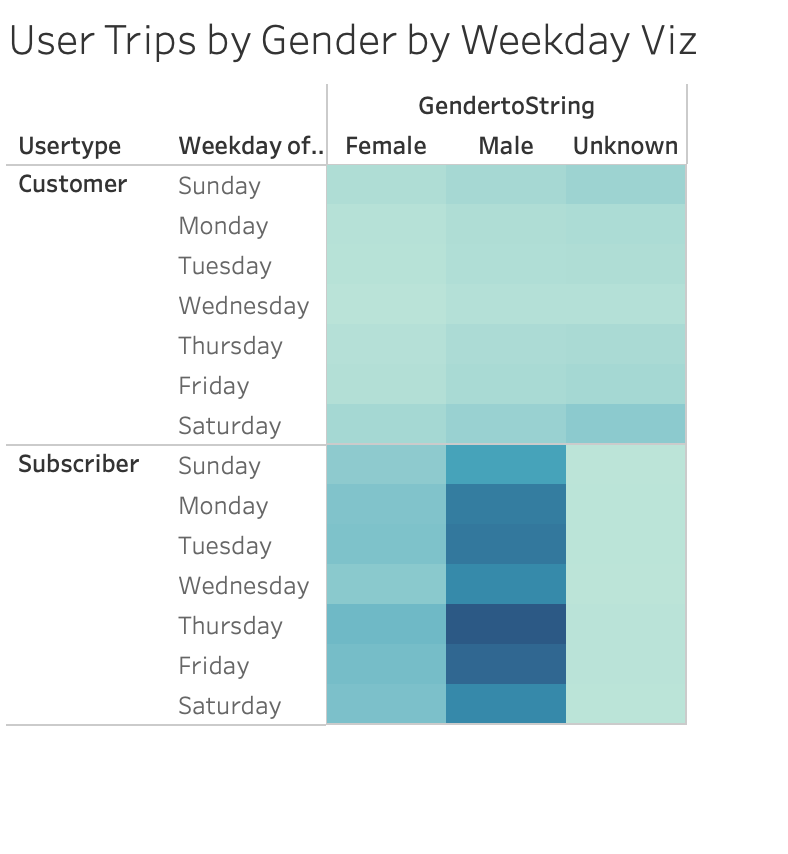 User Trips by Gender by Weekday Viz
GendertoString
Usertype Weekday of.. Female Male Unknown
Customer Sunday
Monday
Tuesday
Wednesday
Thursday
Friday
Saturday
Subscriber Sunday
Monday
Tuesday
Wednesday
Thursday
Friday
Saturday